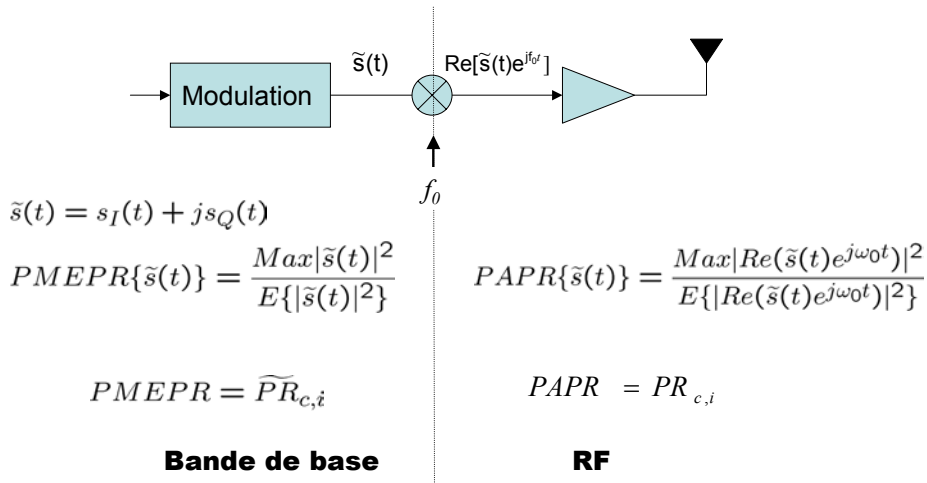 s̃(t)
Re[s̃(t)e^{jf₀t}]
Modulation
f₀
s̃(t) = s_I(t) + js_Q(t)
PMEPR{s̃(t)} = Max|s̃(t)|² / E{|s̃(t)|²}
PAPR{s̃(t)} = Max|Re(s̃(t)e^{jω₀t})|² / E{|Re(s̃(t)e^{jω₀t})|²}
PMEPR = P̃R_{c,i}
PAPR = PR_{c,i}
Bande de base
RF